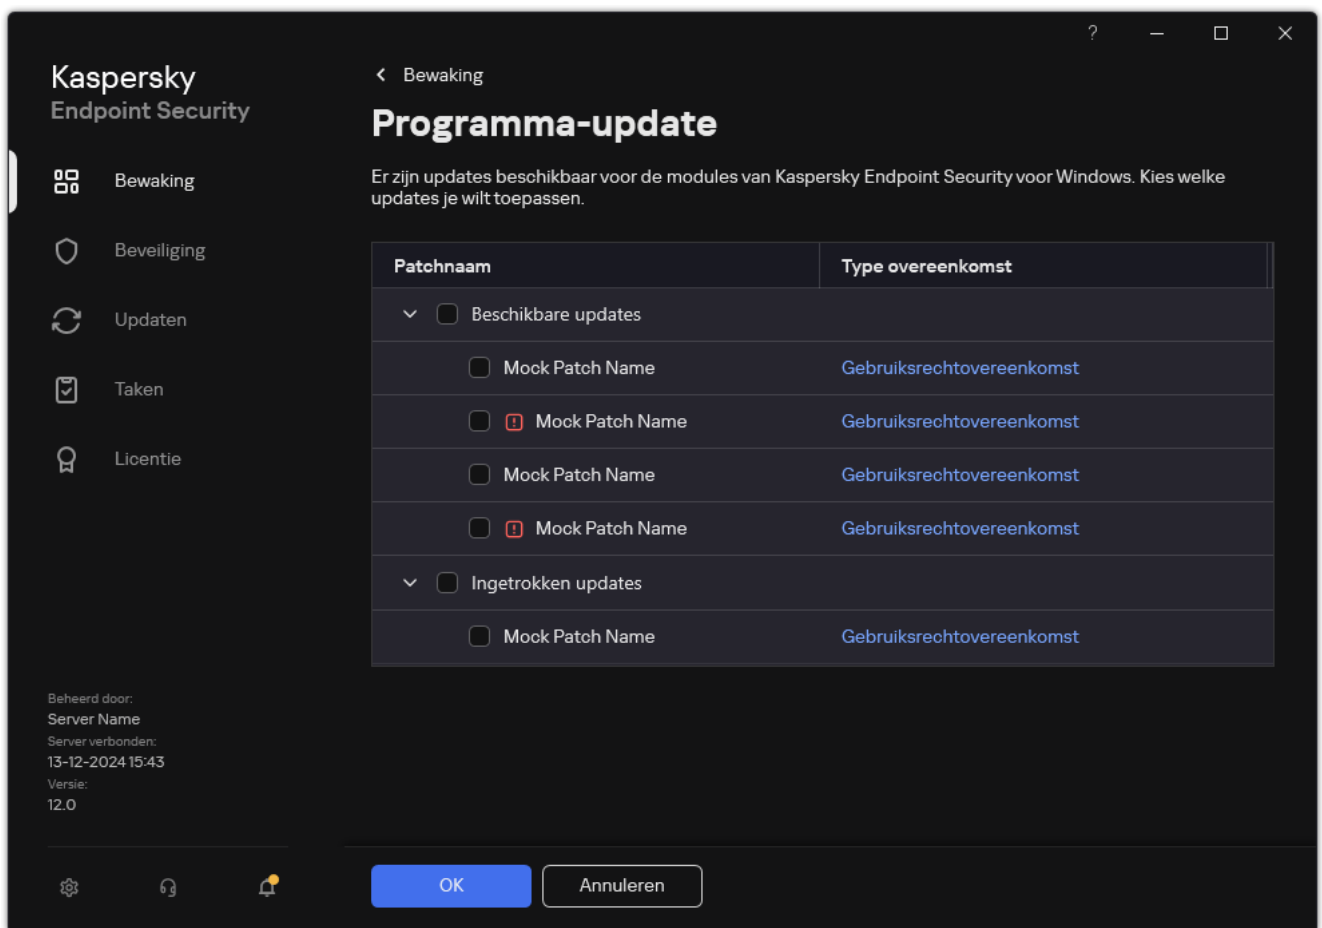 ?
Kaspersky
Endpoint Security
Bewaking
Beveiliging
Updaten
Taken
Licentie
Beheerd door:
Server Name
Server verbonden:
13-12-2024 15:43
Versie:
12.0
Bewaking
Programma-update
Er zijn updates beschikbaar voor de modules van Kaspersky Endpoint Security voor Windows. Kies welke
updates je wilt toepassen.
Patchnaam Type overeenkomst
Beschikbare updates
Mock Patch Name Gebruiksrechtovereenkomst
Mock Patch Name Gebruiksrechtovereenkomst
Mock Patch Name Gebruiksrechtovereenkomst
Mock Patch Name Gebruiksrechtovereenkomst
Ingetrokken updates
Mock Patch Name Gebruiksrechtovereenkomst
OK Annuleren